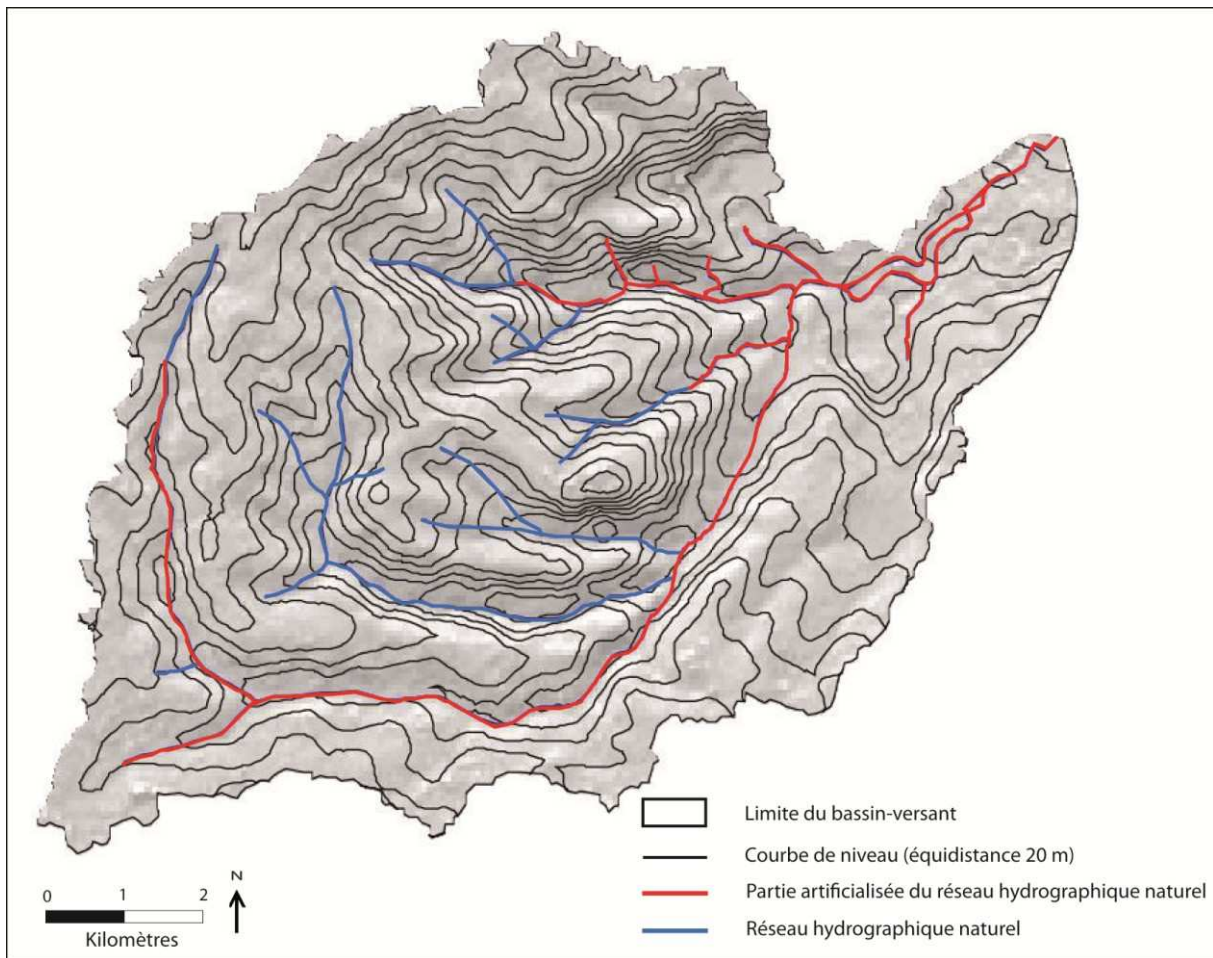 Limite du bassin-versant
Courbe de niveau (équidistance 20 m)
Partie artificialisée du réseau hydrographique naturel
Réseau hydrographique naturel
0 1 2
Kilomètres
N